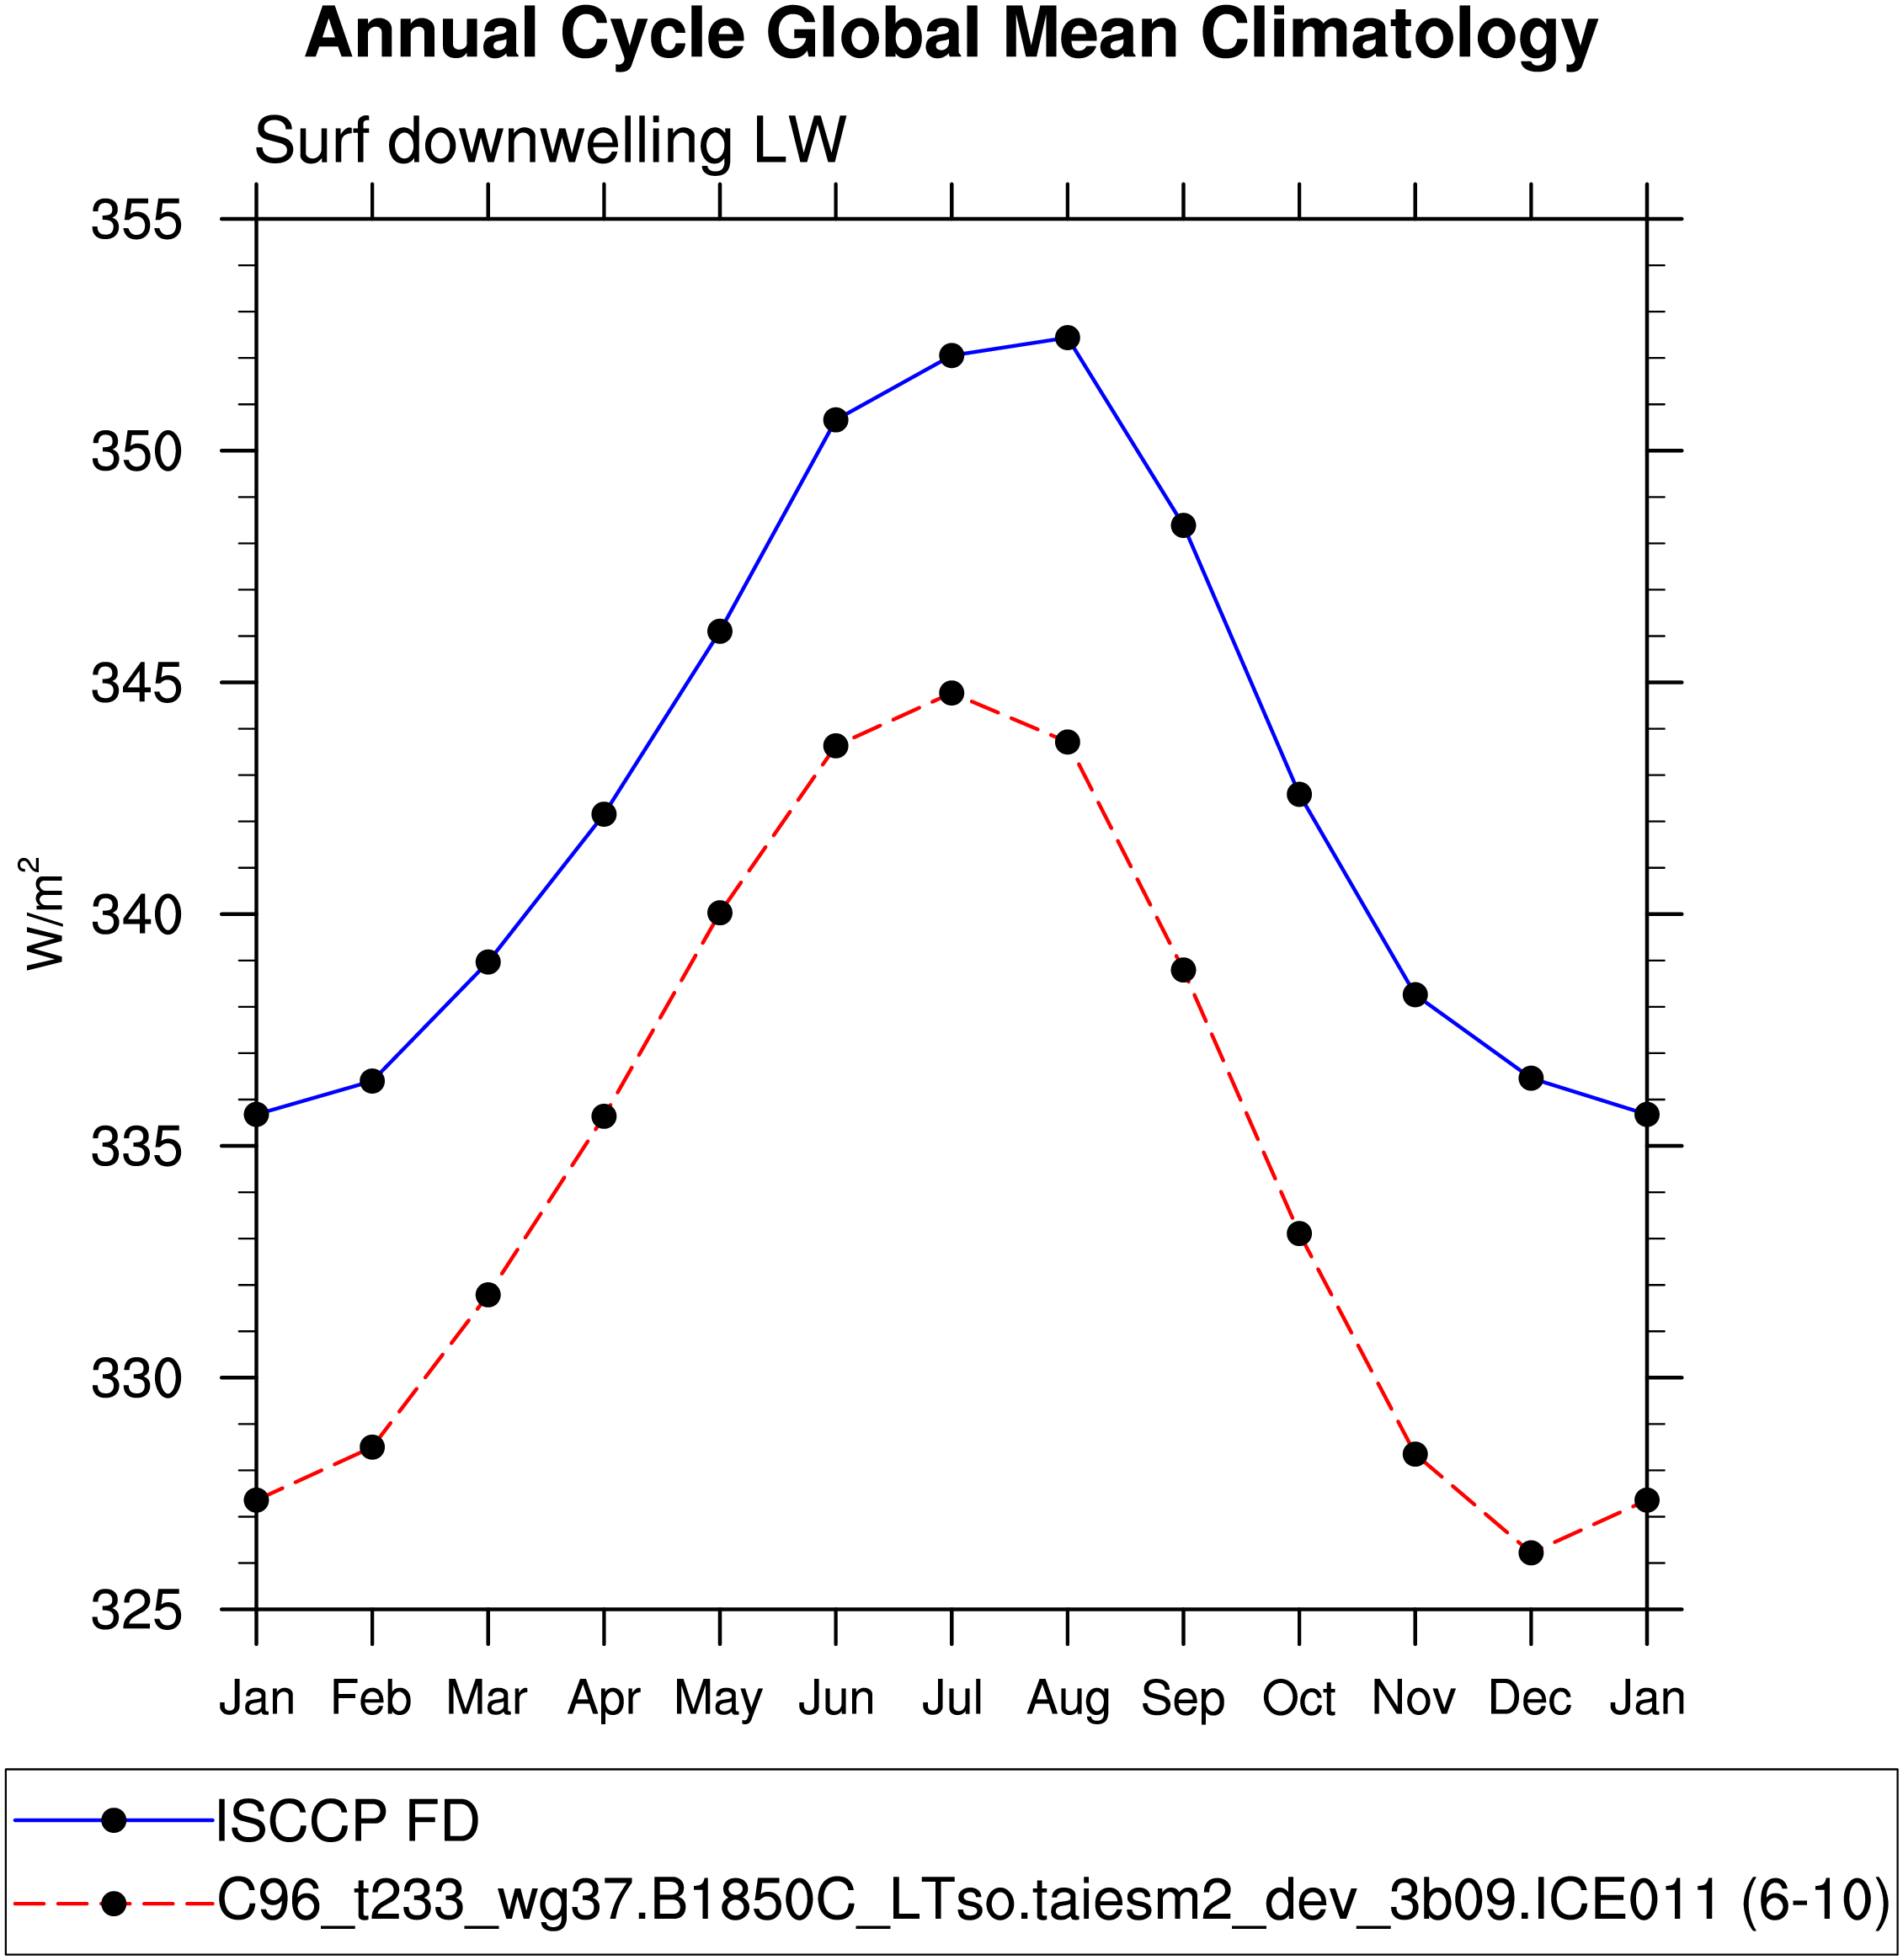 Annual Cycle Global Mean Climatology
Surf downwelling LW
355
350
345
340
335
330
325
W/m²
Jan Feb Mar Apr May Jun Jul Aug Sep Oct Nov Dec Jan
ISCCP FD
C96_t233_wg37.B1850C_LTso.taiesm2_dev_3b09.ICE011 (6-10)